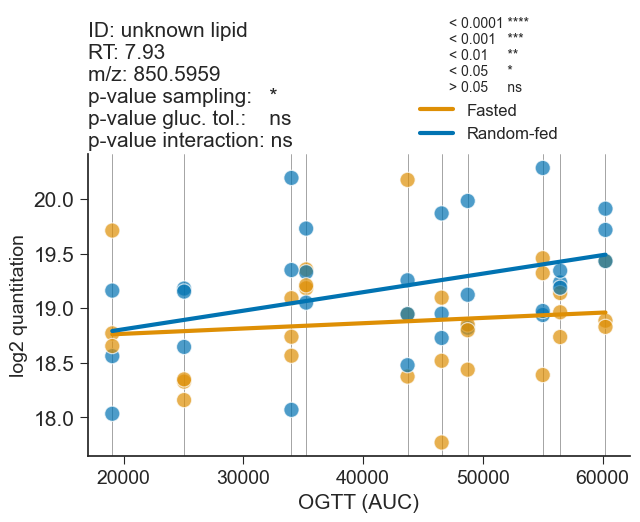 ID: unknown lipid
RT: 7.93
m/z: 850.5959
p-value sampling: *
p-value gluc. tol.: ns
p-value interaction: ns
< 0.0001 ****
< 0.001 ***
< 0.01 **
< 0.05 *
> 0.05 ns
Fasted
Random-fed
20.0
19.5
19.0
18.5
18.0
log2 quantitation
20000 30000 40000 50000 60000
OGTT (AUC)